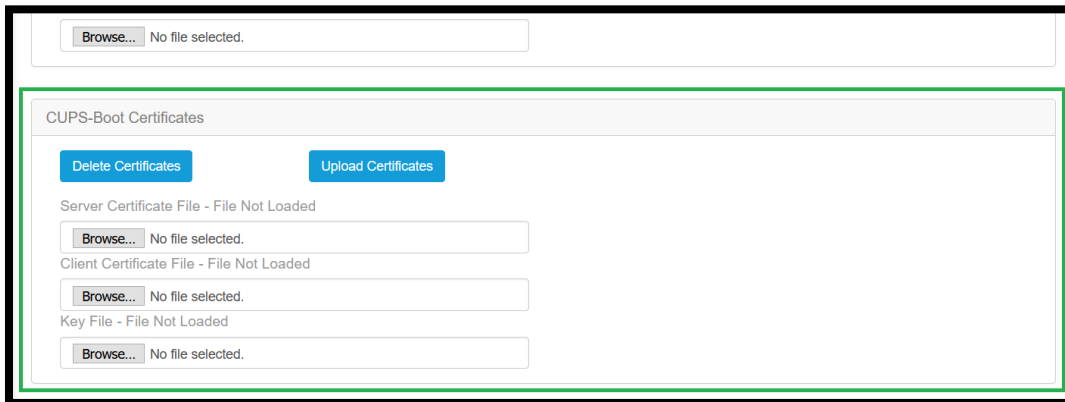 Browse... No file selected.
CUPS-Boot Certificates
Delete Certificates Upload Certificates
Server Certificate File - File Not Loaded
Browse... No file selected.
Client Certificate File - File Not Loaded
Browse... No file selected.
Key File - File Not Loaded
Browse... No file selected.